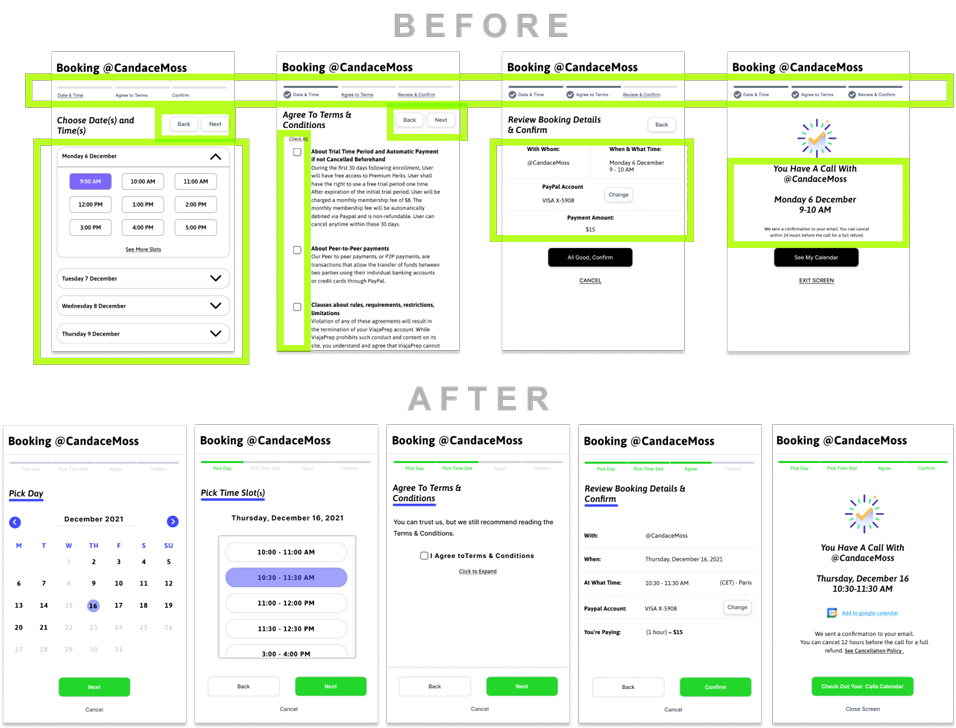 BEFORE
Booking @CandaceMoss
Date & Time
Agree to Terms
Confirm
Choose Date(s) and
Time(s)
Back
Next
Monday 6 December
9:00 AM
10:00 AM
11:00 AM
12:00 PM
1:00 PM
2:00 PM
3:00 PM
4:00 PM
5:00 PM
See More Slots
Tuesday 7 December
Wednesday 8 December
Thursday 9 December
Booking @CandaceMoss
Date & Time
Agree to Terms
Review & Confirm
Agree To Terms &
Conditions
Back
Next
Check All
About Trial Time Period and Automatic Payment
if not Cancelled Beforehand
During the first 30 days following enrollment, User
will have free access to Premium Perks. User shall
have the right to use a free trial period one time.
After expiration of the initial trial period, User will be
charged a monthly membership fee of $8. The
monthly membership fee will be automatically
debited via Paypal and is non-refundable. User can
cancel anytime within these 30 days.
About Peer-to-Peer payments
Our Peer to peer payments, or P2P payments, are
transactions that allow the transfer of funds between
two parties using their individual banking accounts
or credit cards through PayPal.
Clauses about rules, requirements, restrictions,
limitations
Violation of any of these agreements will result in
the termination of your ViajaPrep account. While
ViajaPrep prohibits such conduct and content on its
site, you understand and agree that ViajaPrep cannot
Booking @CandaceMoss
Date & Time
Agree to Terms
Review & Confirm
Review Booking Details
& Confirm
Back
With Whom:
When & What Time:
@CandaceMoss
Monday 6 December
9 - 10 AM
PayPal Account
VISA X-5908
Change
Payment Amount:
$15
All Good, Confirm
CANCEL
Booking @CandaceMoss
Date & Time
Agree to Terms
Review & Confirm
You Have A Call With
@CandaceMoss
Monday 6 December
9-10 AM
We sent a confirmation to your email. You can cancel
within 24 hours before the call for a full refund.
See My Calendar
EXIT SCREEN
AFTER
Booking @CandaceMoss
Pick Day
Pick Time Slot
Agree
Confirm
Pick Day
December 2021
M T W TH F S SU
1 2 3 4 5
6 7 8 9 10 11 12
13 14 15 16 17 18 19
20 21 22 23 24 25 26
27 28 29 30 31
Next
Cancel
Booking @CandaceMoss
Pick Day
Pick Time Slot
Agree
Confirm
Pick Time Slot(s)
Thursday, December 16, 2021
10:00 - 11:00 AM
10:30 - 11:30 AM
11:00 - 12:00 PM
11:30 - 12:30 PM
3:00 - 4:00 PM
Back
Next
Cancel
Booking @CandaceMoss
Pick Day
Pick Time Slot
Agree
Confirm
Agree To Terms &
Conditions
You can trust us, but we still recommend reading the
Terms & Conditions.
I Agree toTerms & Conditions
Click to Expand
Back
Next
Cancel
Booking @CandaceMoss
Pick Day
Pick Time Slot
Agree
Confirm
Review Booking Details &
Confirm
With:
@CandaceMoss
When:
Thursday, December 16, 2021
At What Time:
10:30 - 11:30 AM
(CET) - Paris
Paypal Account:
VISA X-5908
Change
You're Paying:
(1 hour) = $15
Back
Confirm
Cancel
Booking @CandaceMoss
Pick Day
Pick Time Slot
Agree
Confirm
You Have A Call With
@CandaceMoss
Thursday, December 16
10:30-11:30 AM
Add to google calendar
We sent a confirmation to your email.
You can cancel 12 hours before the call for a full
refund. See Cancellation Policy .
Check Out Your Calls Calendar
Close Screen